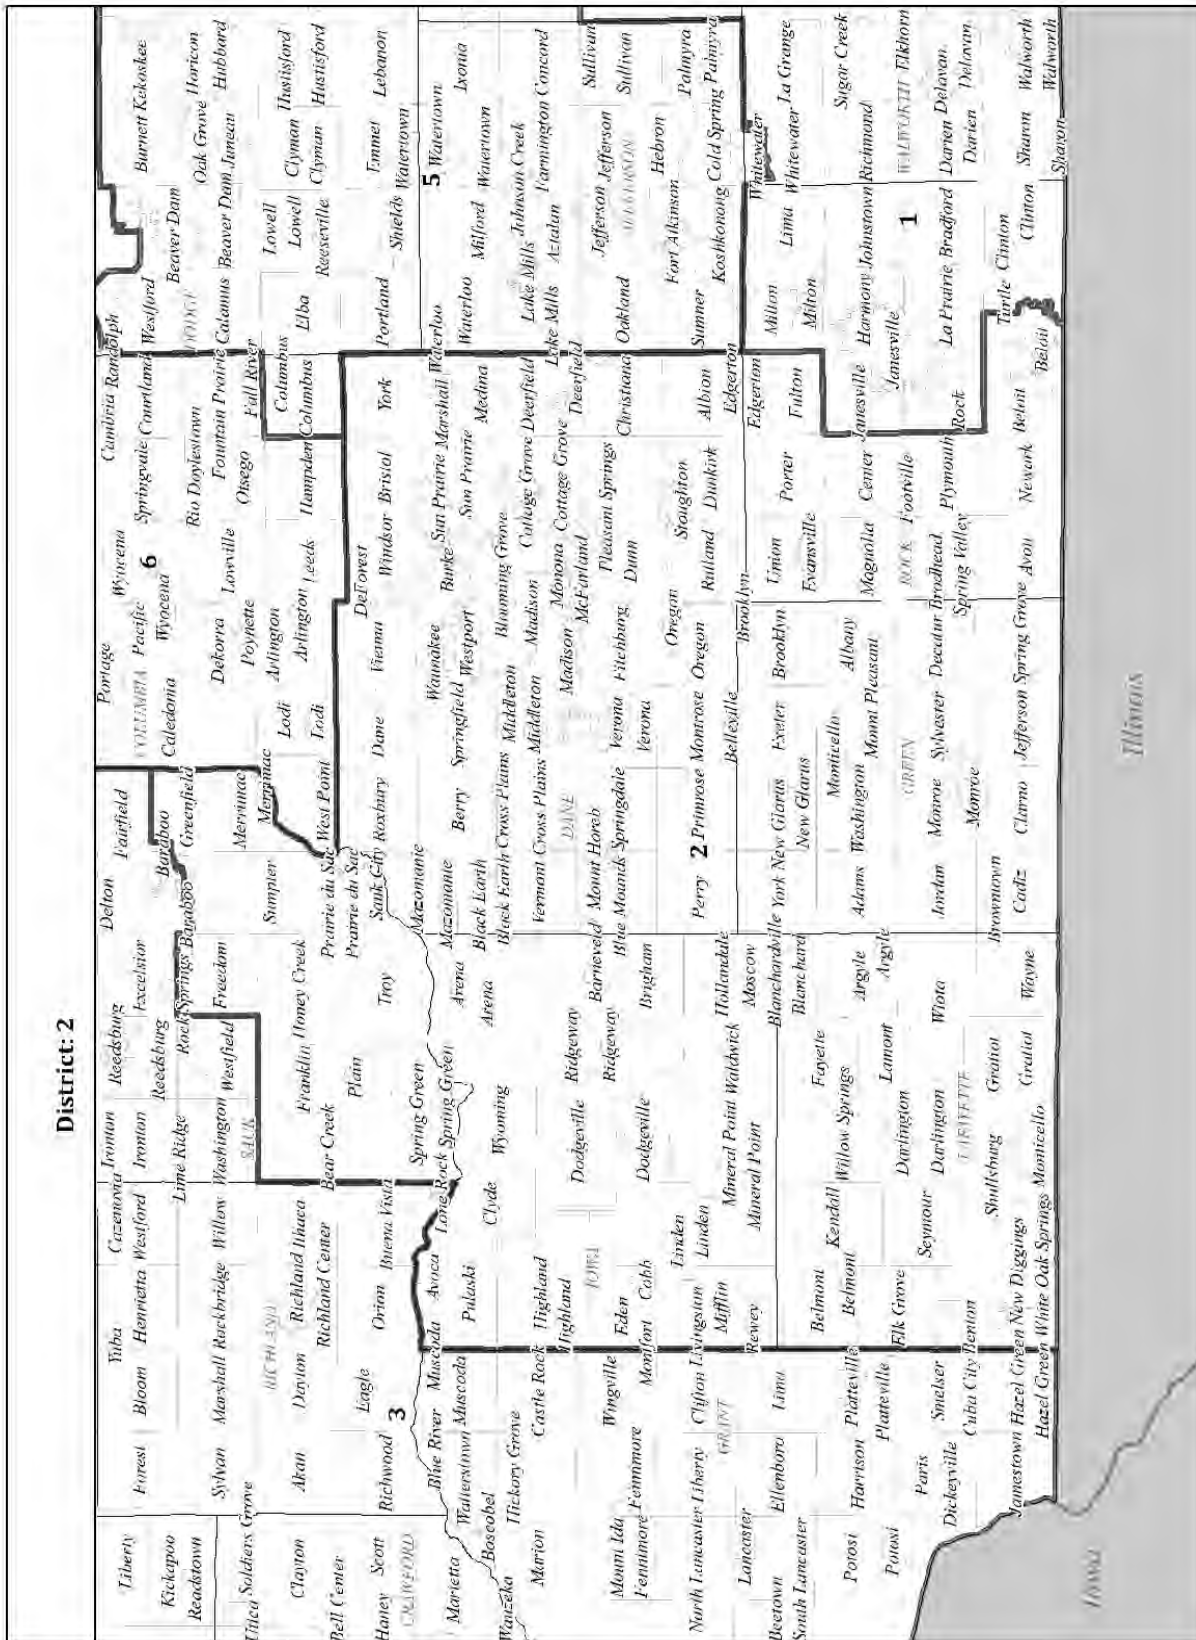 District: 2
Liberty
Kickapoo
Readstown
Utica
Soldiers Grove
Clayton
Bell Center
Haney
Scott
CRAWFORD
Marietta
Boscobel
Wauzeka
Marion
Hickory Grove
Mount Ida
Fennimore
Fennimore
North Lancaster
Liberty
Lancaster
Beetown
South Lancaster
Ellenboro
Potosi
Potosi
Harrison
Paris
Dickeyville
Jamestown
Forest
Bloom
Yuba
Henrietta
Westford
Cazenovia
Sylvan
Marshall
Rockbridge
Willow
RICHLAND
Akan
Dayton
Richland
Ithaca
Richland Center
Eagle
Orion
Buena Vista
Richwood
3
Blue River
Muscoda
Avoca
Lone Rock
Watterstown
Muscoda
Pulaski
Clyde
Castle Rock
Highland
Highland
Wingville
Eden
Montfort
Cobb
IOWA
Linden
Linden
Clifton
Livingston
Mifflin
GRANT
Rewey
Lima
Belmont
Belmont
Platteville
Platteville
Elk Grove
Smelser
Cuba City
Benton
Hazel Green
New Diggings
Hazel Green
White Oak Springs
Monticello
Kendall
Willow Springs
Seymour
Shullsburg
Darlington
Darlington
LAFAYETTE
Ironton
Ironton
Lime Ridge
Reedsburg
Reedsburg
Excelsior
Rock Springs
Washington
Westfield
Freedom
SAUK
Franklin
Honey Creek
Bear Creek
Plain
Troy
Spring Green
Spring Green
Wyoming
Arena
Arena
Dodgeville
Dodgeville
Ridgeway
Ridgeway
Barneveld
Brigham
Mineral Point
Waldwick
Mineral Point
Hollandale
Moscow
Blanchardville
Blanchard
Fayette
Argyle
Argyle
Lamont
Wiota
Gratiot
Gratiot
Wayne
Delton
Fairfield
Baraboo
Baraboo
Greenfield
Merrimac
Merrimac
Sumpter
Prairie du Sac
Prairie du Sac
West Point
Sauk City
Roxbury
Dane
Vienna
Mazomanie
Mazomanie
Berry
Springfield
Waunakee
Westport
Black Earth
Black Earth
Cross Plains
Middleton
Vermont
Cross Plains
Middleton
Madison
Madison
DANE
Mount Horeb
Blue Mounds
Springdale
Verona
Verona
Fitchburg
Perry
2
Primrose
Montrose
Oregon
Oregon
Belleville
York
New Glarus
New Glarus
Exeter
Brooklyn
Brooklyn
Adams
Washington
Monticello
Mount Pleasant
Albany
GREEN
Jordan
Monroe
Monroe
Sylvester
Decatur
Brodhead
Browntown
Cadiz
Clarno
Jefferson
Spring Grove
Portage
COLUMBIA
Pacific
Wyocena
Wyocena
6
Caledonia
Dekorra
Poynette
Lowville
Arlington
Arlington
Leeds
Lodi
Lodi
Cambria
Randolph
Springvale
Courtland
Rio
Doylestown
Fountain Prairie
Otsego
Fall River
Columbus
Columbus
Hampden
DeForest
Windsor
Bristol
York
Burke
Sun Prairie
Marshall
Sun Prairie
Medina
Blooming Grove
Cottage Grove
Deerfield
Monona
Cottage Grove
Deerfield
McFarland
Pleasant Springs
Christiana
Dunn
Stoughton
Rutland
Dunkirk
Albion
Edgerton
Edgerton
Union
Evansville
Porter
Fulton
Magnolia
Center
Janesville
Janesville
ROCK
Footville
Spring Valley
Plymouth
Rock
Avon
Newark
Beloit
Beloit
Westford
Beaver Dam
Burnett
Kekoskee
DODGE
Calamus
Beaver Dam
Oak Grove
Juneau
Horicon
Hubbard
Lowell
Lowell
Reeseville
Clyman
Clyman
Hustisford
Hustisford
Elba
Portland
Shields
Emmet
Lebanon
Watertown
5
Watertown
Watertown
Ixonia
Waterloo
Waterloo
Milford
Lake Mills
Lake Mills
Johnson Creek
Aztalan
Farmington
Concord
Jefferson
Jefferson
JEFFERSON
Sullivan
Sullivan
Oakland
Fort Atkinson
Hebron
Palmyra
Palmyra
Sumner
Koshkonong
Cold Spring
Whitewater
Whitewater
La Grange
Milton
Milton
Lima
Harmony
Johnstown
Richmond
Sugar Creek
1
WALWORTH
Elkhorn
La Prairie
Bradford
Darien
Darien
Delavan
Delavan
Turtle
Clinton
Clinton
Sharon
Sharon
Walworth
Walworth
Illinois
Iowa